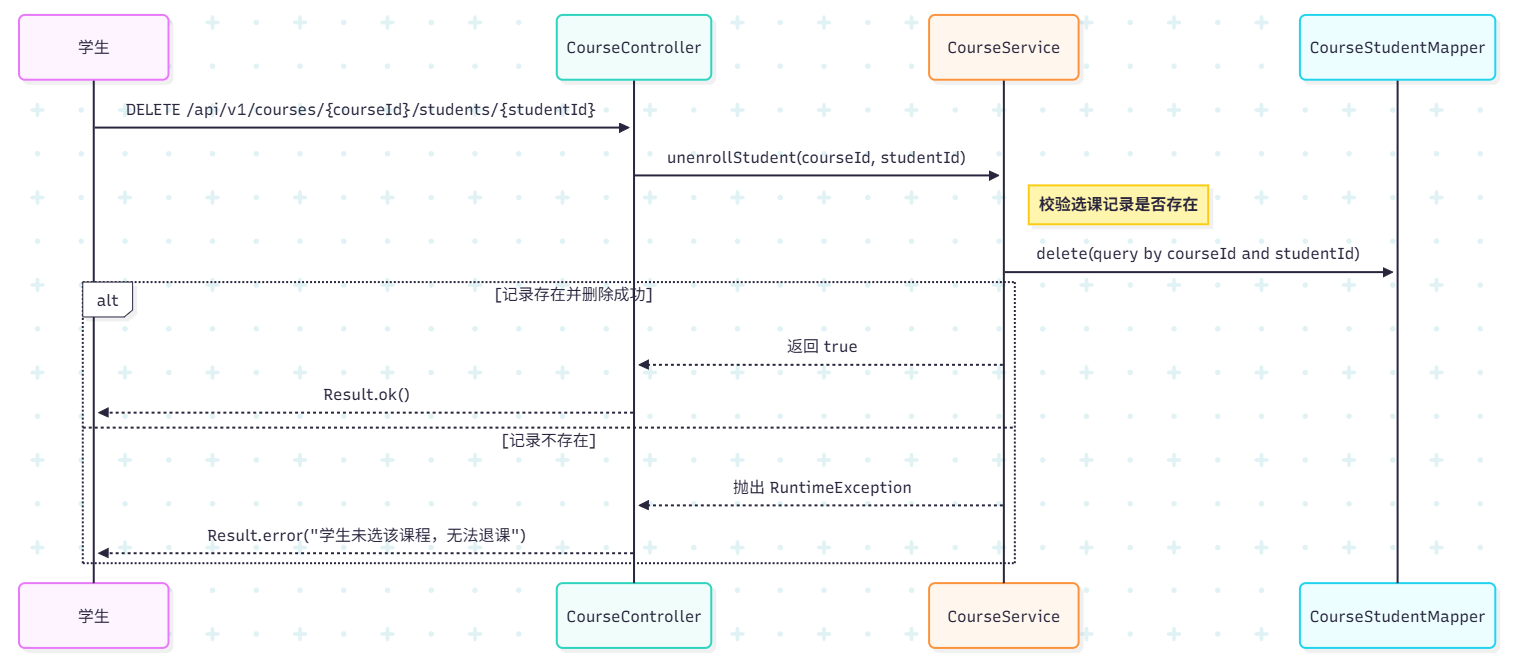 学生
CourseController
CourseService
CourseStudentMapper
DELETE /api/v1/courses/{courseId}/students/{studentId}
unenrollStudent(courseId, studentId)
校验选课记录是否存在
delete(query by courseId and studentId)
alt
[记录存在并删除成功]
返回 true
Result.ok()
[记录不存在]
抛出 RuntimeException
Result.error("学生未选该课程，无法退课")
学生
CourseController
CourseService
CourseStudentMapper